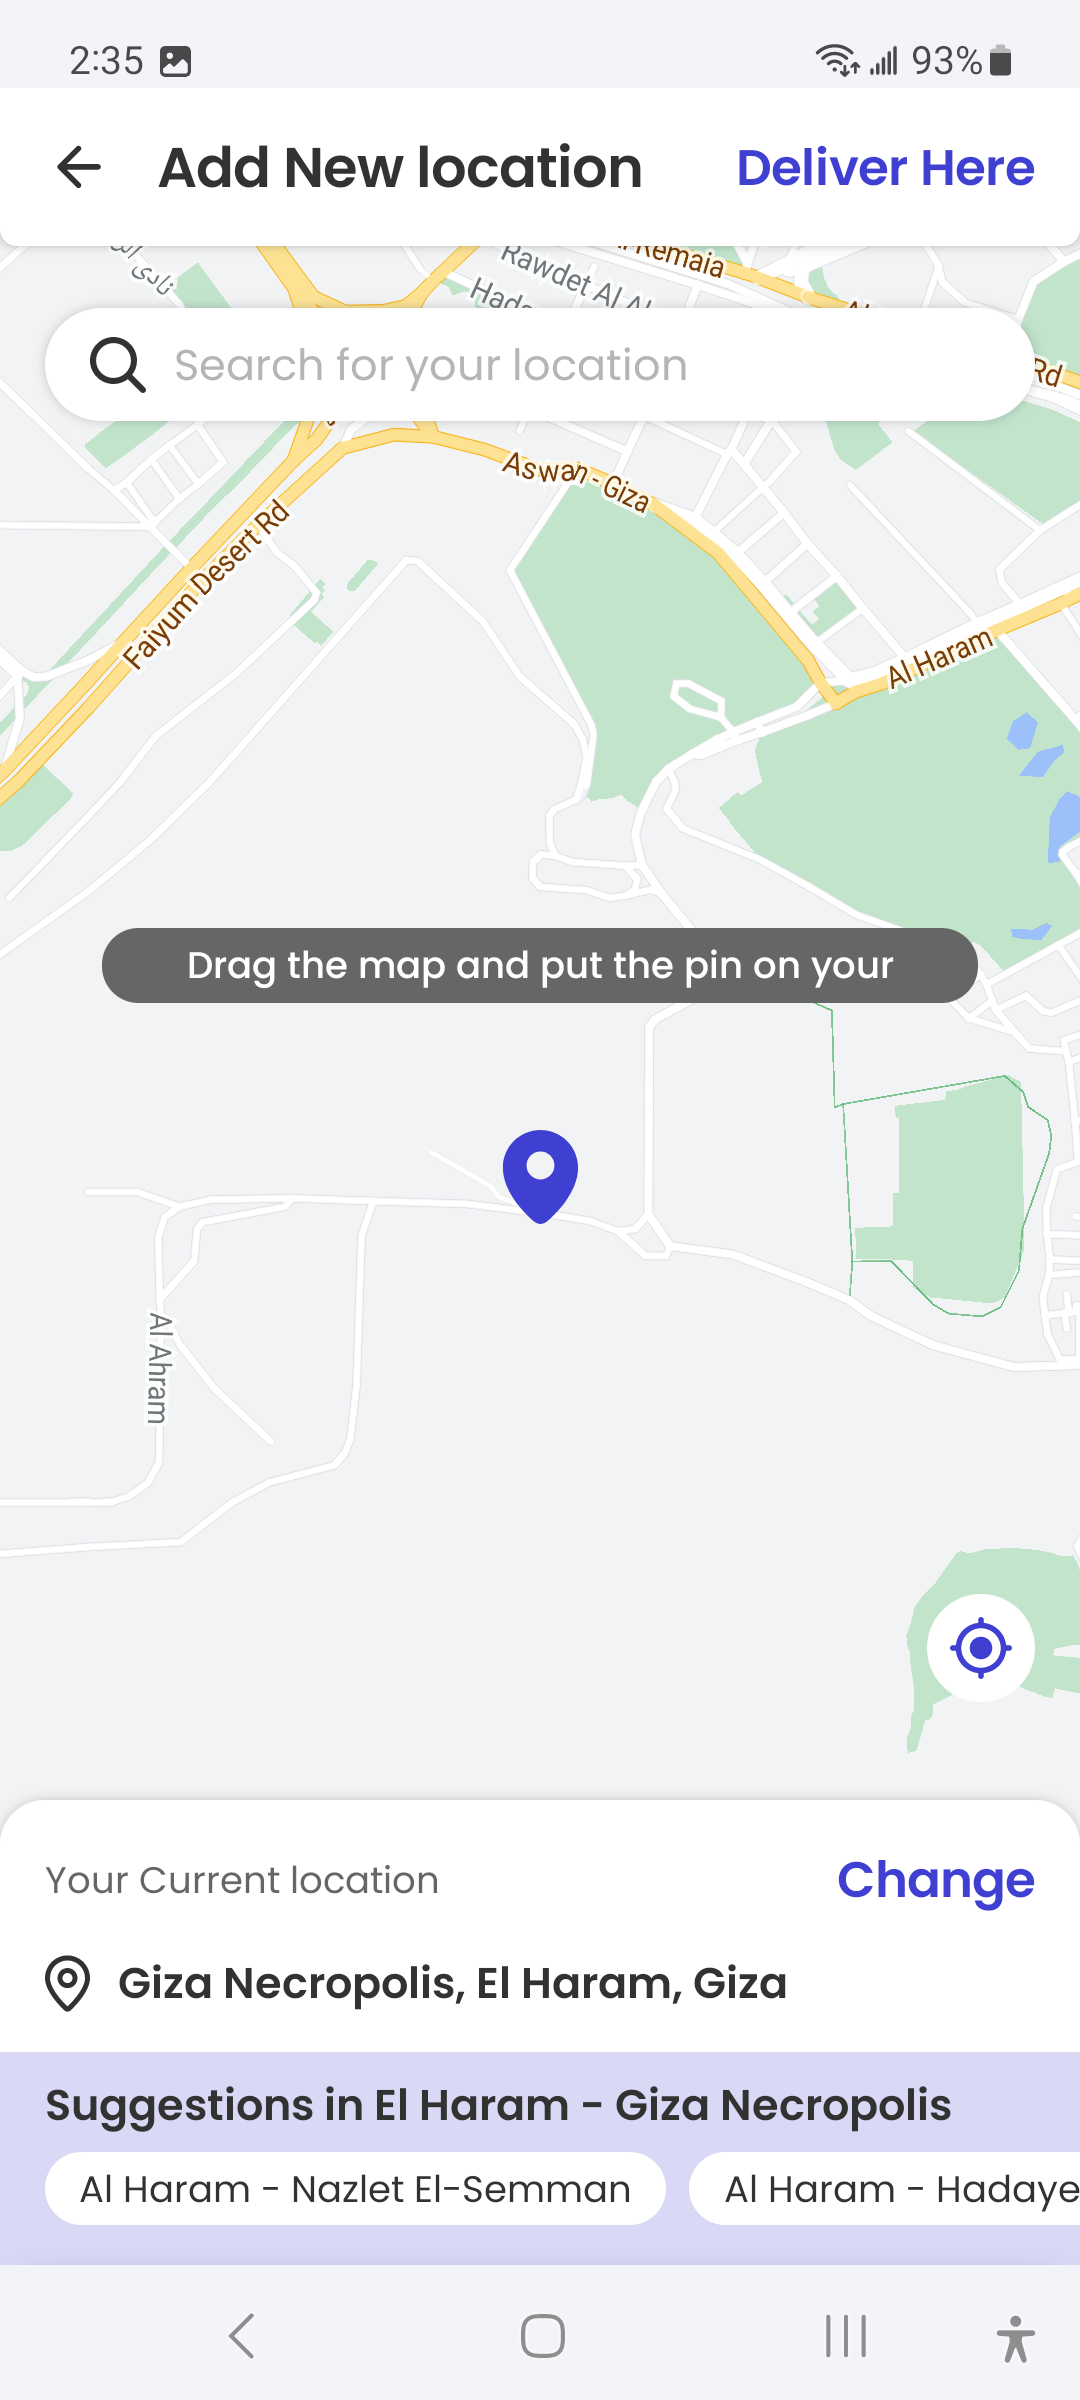 2:35
93%
Add New location
Deliver Here
نادى
Rawdet Al
Remaia
Search for your location
Rd
Aswan - Giza
Faiyum Desert Rd
Al Haram
Drag the map and put the pin on your
Al Ahram
Your Current location
Change
Giza Necropolis, El Haram, Giza
Suggestions in El Haram - Giza Necropolis
Al Haram - Nazlet El-Semman
Al Haram - Hadaye